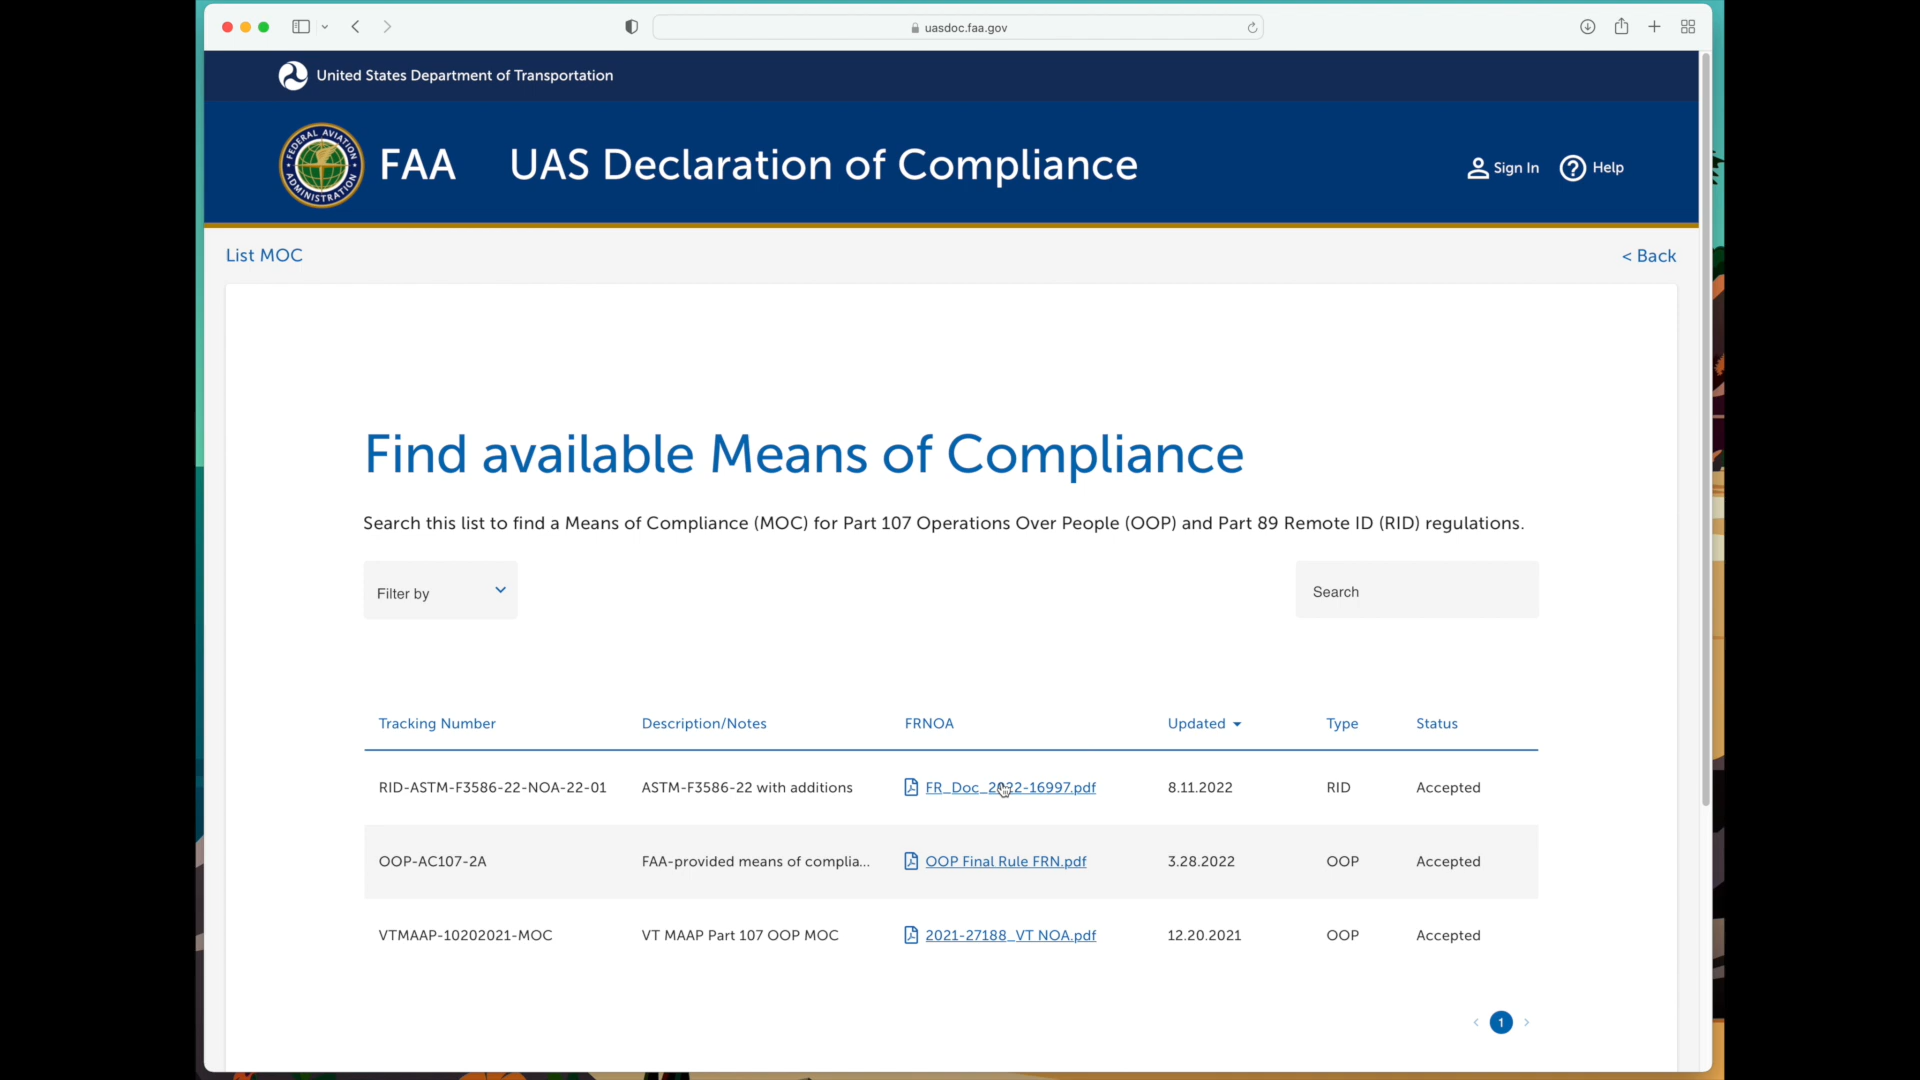 uasdoc.faa.gov
United States Department of Transportation
FEDERAL AVIATION ADMINISTRATION
FAA UAS Declaration of Compliance
Sign In
Help
List MOC
< Back
Find available Means of Compliance
Search this list to find a Means of Compliance (MOC) for Part 107 Operations Over People (OOP) and Part 89 Remote ID (RID) regulations.
Filter by
Search
Tracking Number Description/Notes FRNOA Updated Type Status
RID-ASTM-F3586-22-NOA-22-01 ASTM-F3586-22 with additions FR_Doc_2022-16997.pdf 8.11.2022 RID Accepted
OOP-AC107-2A FAA-provided means of complia... OOP Final Rule FRN.pdf 3.28.2022 OOP Accepted
VTMAAP-10202021-MOC VT MAAP Part 107 OOP MOC 2021-27188_VT NOA.pdf 12.20.2021 OOP Accepted
< 1 >